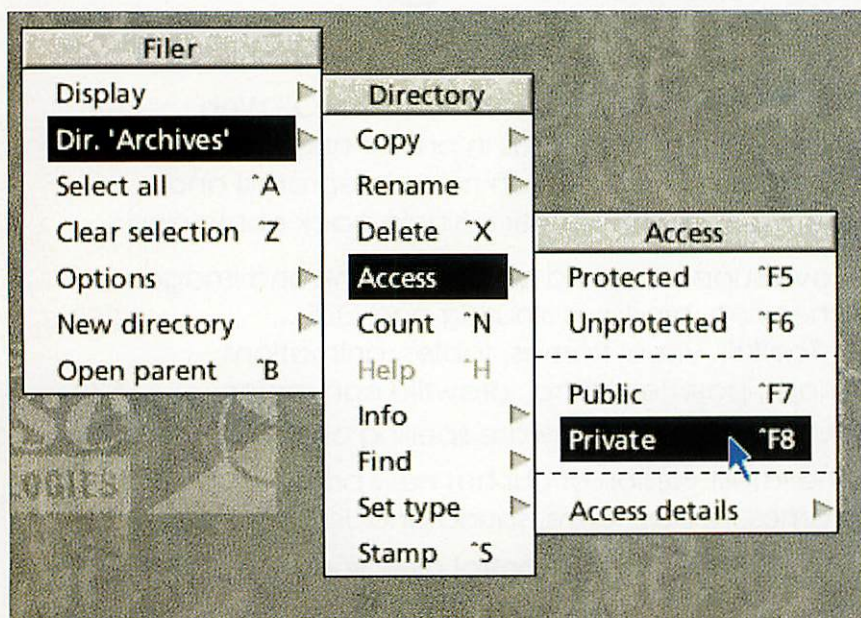 Filer
Display
Dir. 'Archives'
Select all ^A
Clear selection ^Z
Options
New directory
Open parent ^B
Directory
Copy
Rename
Delete ^X
Access
Count ^N
Help ^H
Info
Find
Set type
Stamp ^S
Access
Protected ^F5
Unprotected ^F6
Public ^F7
Private ^F8
Access details